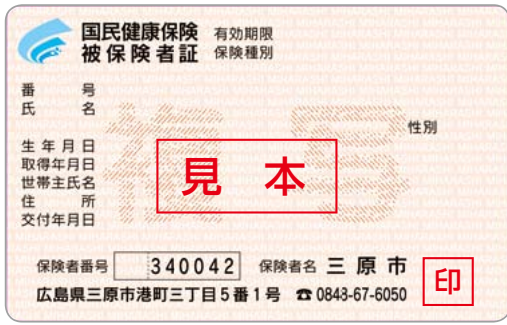 国民健康保険 有効期限
被保険者証 保険種別
番号
氏名
性別
生年月日
取得年月日
世帯主氏名
住所
交付年月日
見本
複写
保険者番号 340042 保険者名 三原市
印
広島県三原市港町三丁目5番1号 ☎0848-67-6050